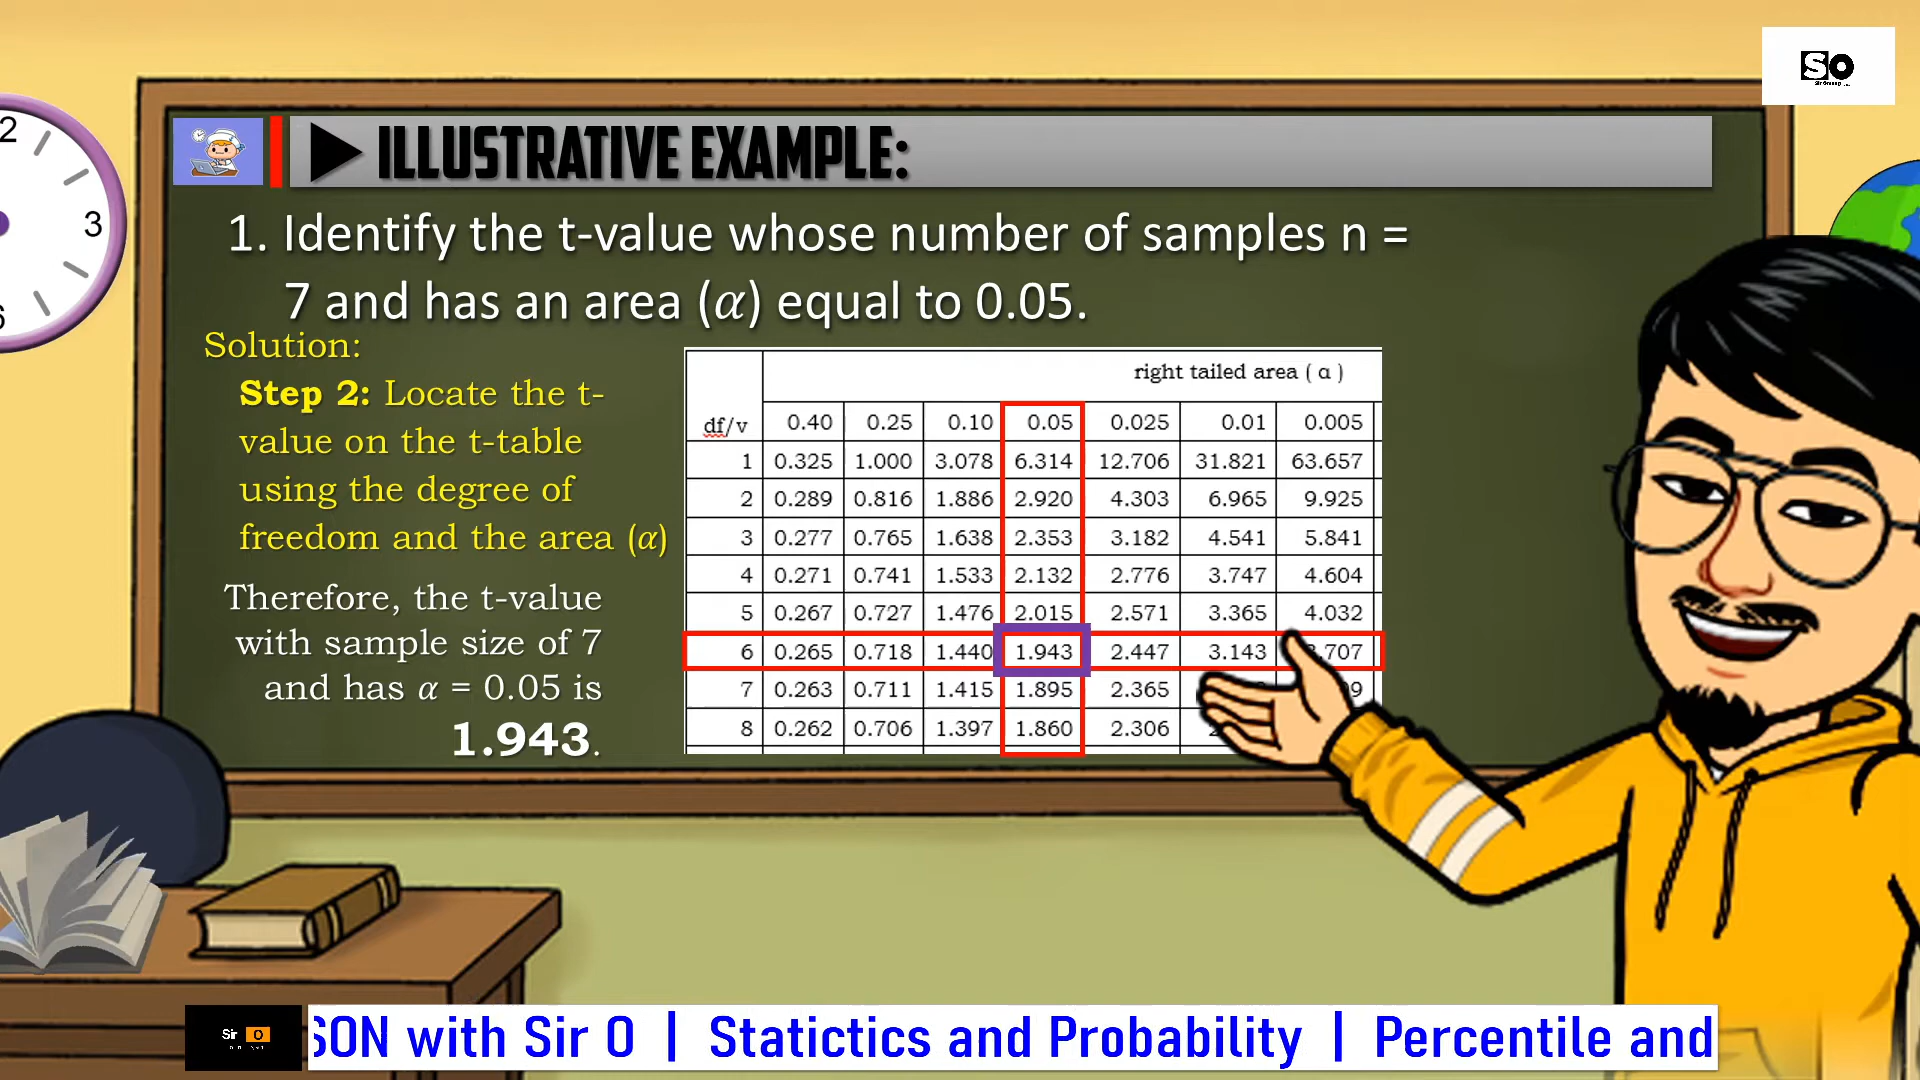 SO
2
3
6
ILLUSTRATIVE EXAMPLE:
1. Identify the t-value whose number of samples n =
7 and has an area (α) equal to 0.05.
Solution:
Step 2: Locate the t-
value on the t-table
using the degree of
freedom and the area (α)
Therefore, the t-value
with sample size of 7
and has α = 0.05 is
1.943.
right tailed area ( α )
df/v 0.40 0.25 0.10 0.05 0.025 0.01 0.005
1 0.325 1.000 3.078 6.314 12.706 31.821 63.657
2 0.289 0.816 1.886 2.920 4.303 6.965 9.925
3 0.277 0.765 1.638 2.353 3.182 4.541 5.841
4 0.271 0.741 1.533 2.132 2.776 3.747 4.604
5 0.267 0.727 1.476 2.015 2.571 3.365 4.032
6 0.265 0.718 1.440 1.943 2.447 3.143 .707
7 0.263 0.711 1.415 1.895 2.365
8 0.262 0.706 1.397 1.860 2.306
Sir O
SON with Sir O | Statictics and Probability | Percentile and